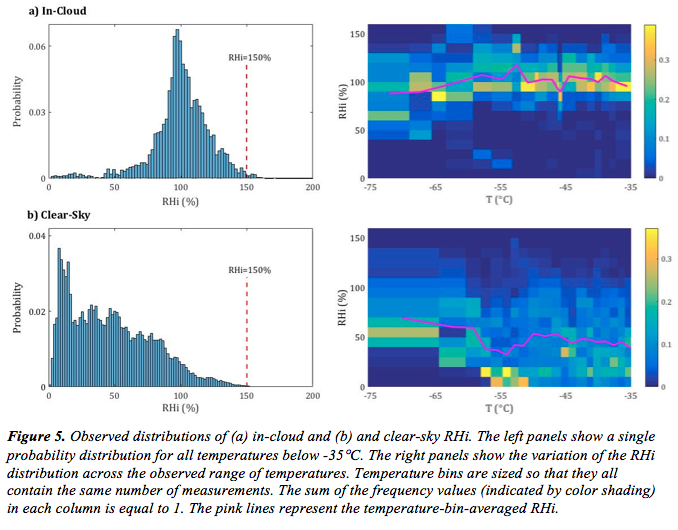 a) In-Cloud
0.06
0.03
0
Probability
RHi=150%
0
50
100
150
200
RHi (%)
150
100
50
0
RHi (%)
-75
-65
-55
-45
-35
T (°C)
0.3
0.2
0.1
0
b) Clear-Sky
0.04
0.02
0
Probability
RHi=150%
0
50
100
150
200
RHi (%)
150
100
50
0
RHi (%)
-75
-65
-55
-45
-35
T (°C)
0.3
0.2
0.1
0
Figure 5. Observed distributions of (a) in-cloud and (b) and clear-sky RHi. The left panels show a single
probability distribution for all temperatures below -35°C. The right panels show the variation of the RHi
distribution across the observed range of temperatures. Temperature bins are sized so that they all
contain the same number of measurements. The sum of the frequency values (indicated by color shading)
in each column is equal to 1. The pink lines represent the temperature-bin-averaged RHi.